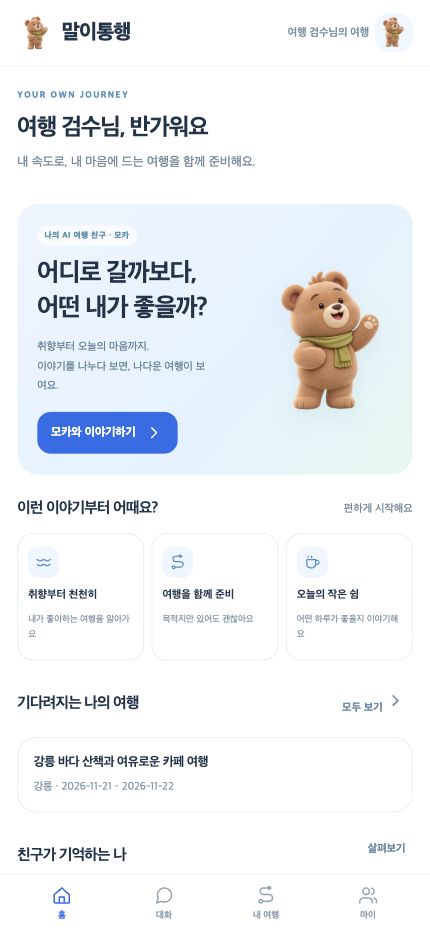 말이통행
여행 검수님의 여행
YOUR OWN JOURNEY
여행 검수님, 반가워요
내 속도로, 내 마음에 드는 여행을 함께 준비해요.
나의 AI 여행 친구 · 모카
어디로 갈까보다,
어떤 내가 좋을까?
취향부터 오늘의 마음까지.
이야기를 나누다 보면, 나다운 여행이 보
여요.
모카와 이야기하기
이런 이야기부터 어때요?
편하게 시작해요
취향부터 천천히
내가 좋아하는 여행을 알아가
요
여행을 함께 준비
목적지만 있어도 괜찮아요
오늘의 작은 쉼
어떤 하루가 좋을지 이야기해
요
기다려지는 나의 여행
모두 보기
강릉 바다 산책과 여유로운 카페 여행
강릉 · 2026-11-21 - 2026-11-22
친구가 기억하는 나
살펴보기
홈
대화
내 여행
마이